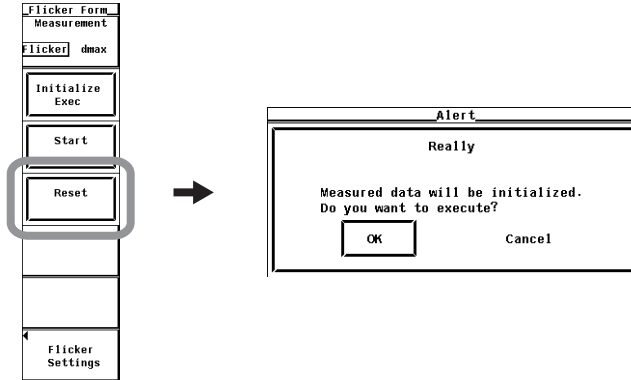 Flicker Form
Measurement
Flicker dmax
Initialize
Exec
Start
Reset
Flicker
Settings
Alert
Really
Measured data will be initialized.
Do you want to execute?
OK Cancel